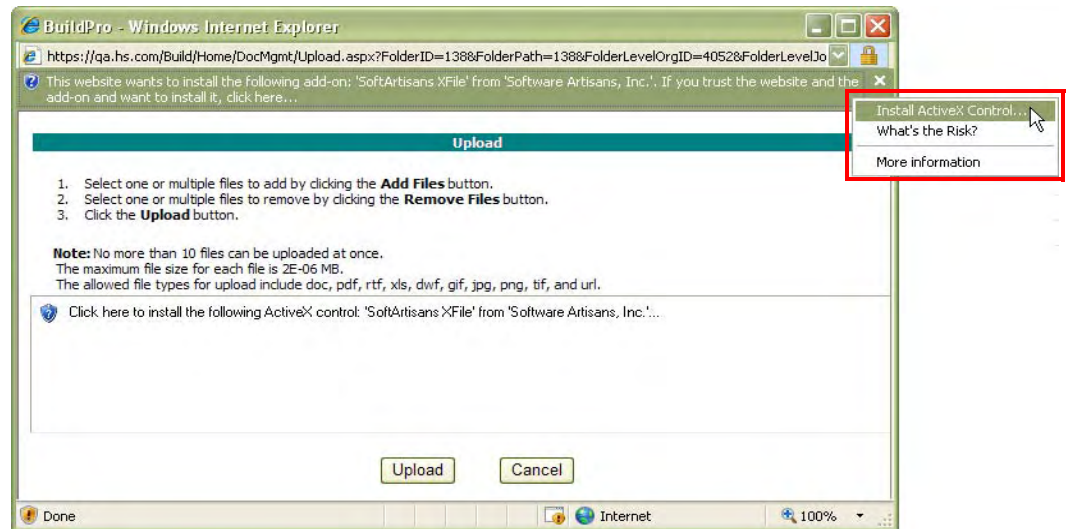 BuildPro - Windows Internet Explorer
https://qa.hs.com/Build/Home/DocMgmt/Upload.aspx?FolderID=138&FolderPath=138&FolderLevelOrgID=4052&FolderLevelJo
This website wants to install the following add-on: 'SoftArtisans XFile' from 'Software Artisans, Inc.'. If you trust the website and the
add-on and want to install it, click here...
Install ActiveX Control...
What's the Risk?
More information
Upload
1. Select one or multiple files to add by clicking the Add Files button.
2. Select one or multiple files to remove by clicking the Remove Files button.
3. Click the Upload button.
Note: No more than 10 files can be uploaded at once.
The maximum file size for each file is 2E-06 MB.
The allowed file types for upload include doc, pdf, rtf, xls, dwf, gif, jpg, png, tif, and url.
Click here to install the following ActiveX control: 'SoftArtisans XFile' from 'Software Artisans, Inc.'...
Upload Cancel
Done Internet 100%